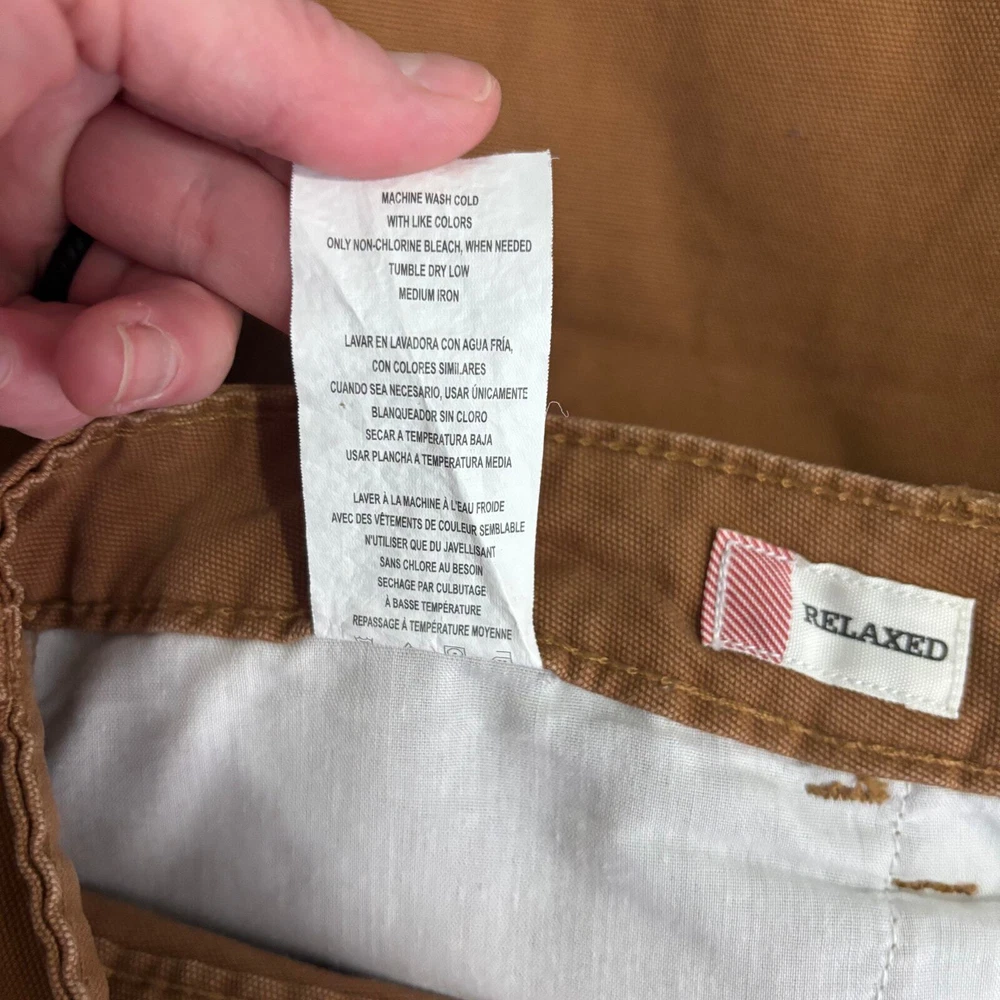 MACHINE WASH COLD
WITH LIKE COLORS
ONLY NON-CHLORINE BLEACH, WHEN NEEDED
TUMBLE DRY LOW
MEDIUM IRON
LAVAR EN LAVADORA CON AGUA FRÍA,
CON COLORES SIMILARES
CUANDO SEA NECESARIO, USAR ÚNICAMENTE
BLANQUEADOR SIN CLORO
SECAR A TEMPERATURA BAJA
USAR PLANCHA A TEMPERATURA MEDIA
LAVER À LA MACHINE À L'EAU FROIDE
AVEC DES VÊTEMENTS DE COULEUR SEMBLABLE
N'UTILISER QUE DU JAVELLISANT
SANS CHLORE AU BESOIN
SECHAGE PAR CULBUTAGE
À BASSE TEMPÉRATURE
REPASSAGE À TEMPÉRATURE MOYENNE
RELAXED